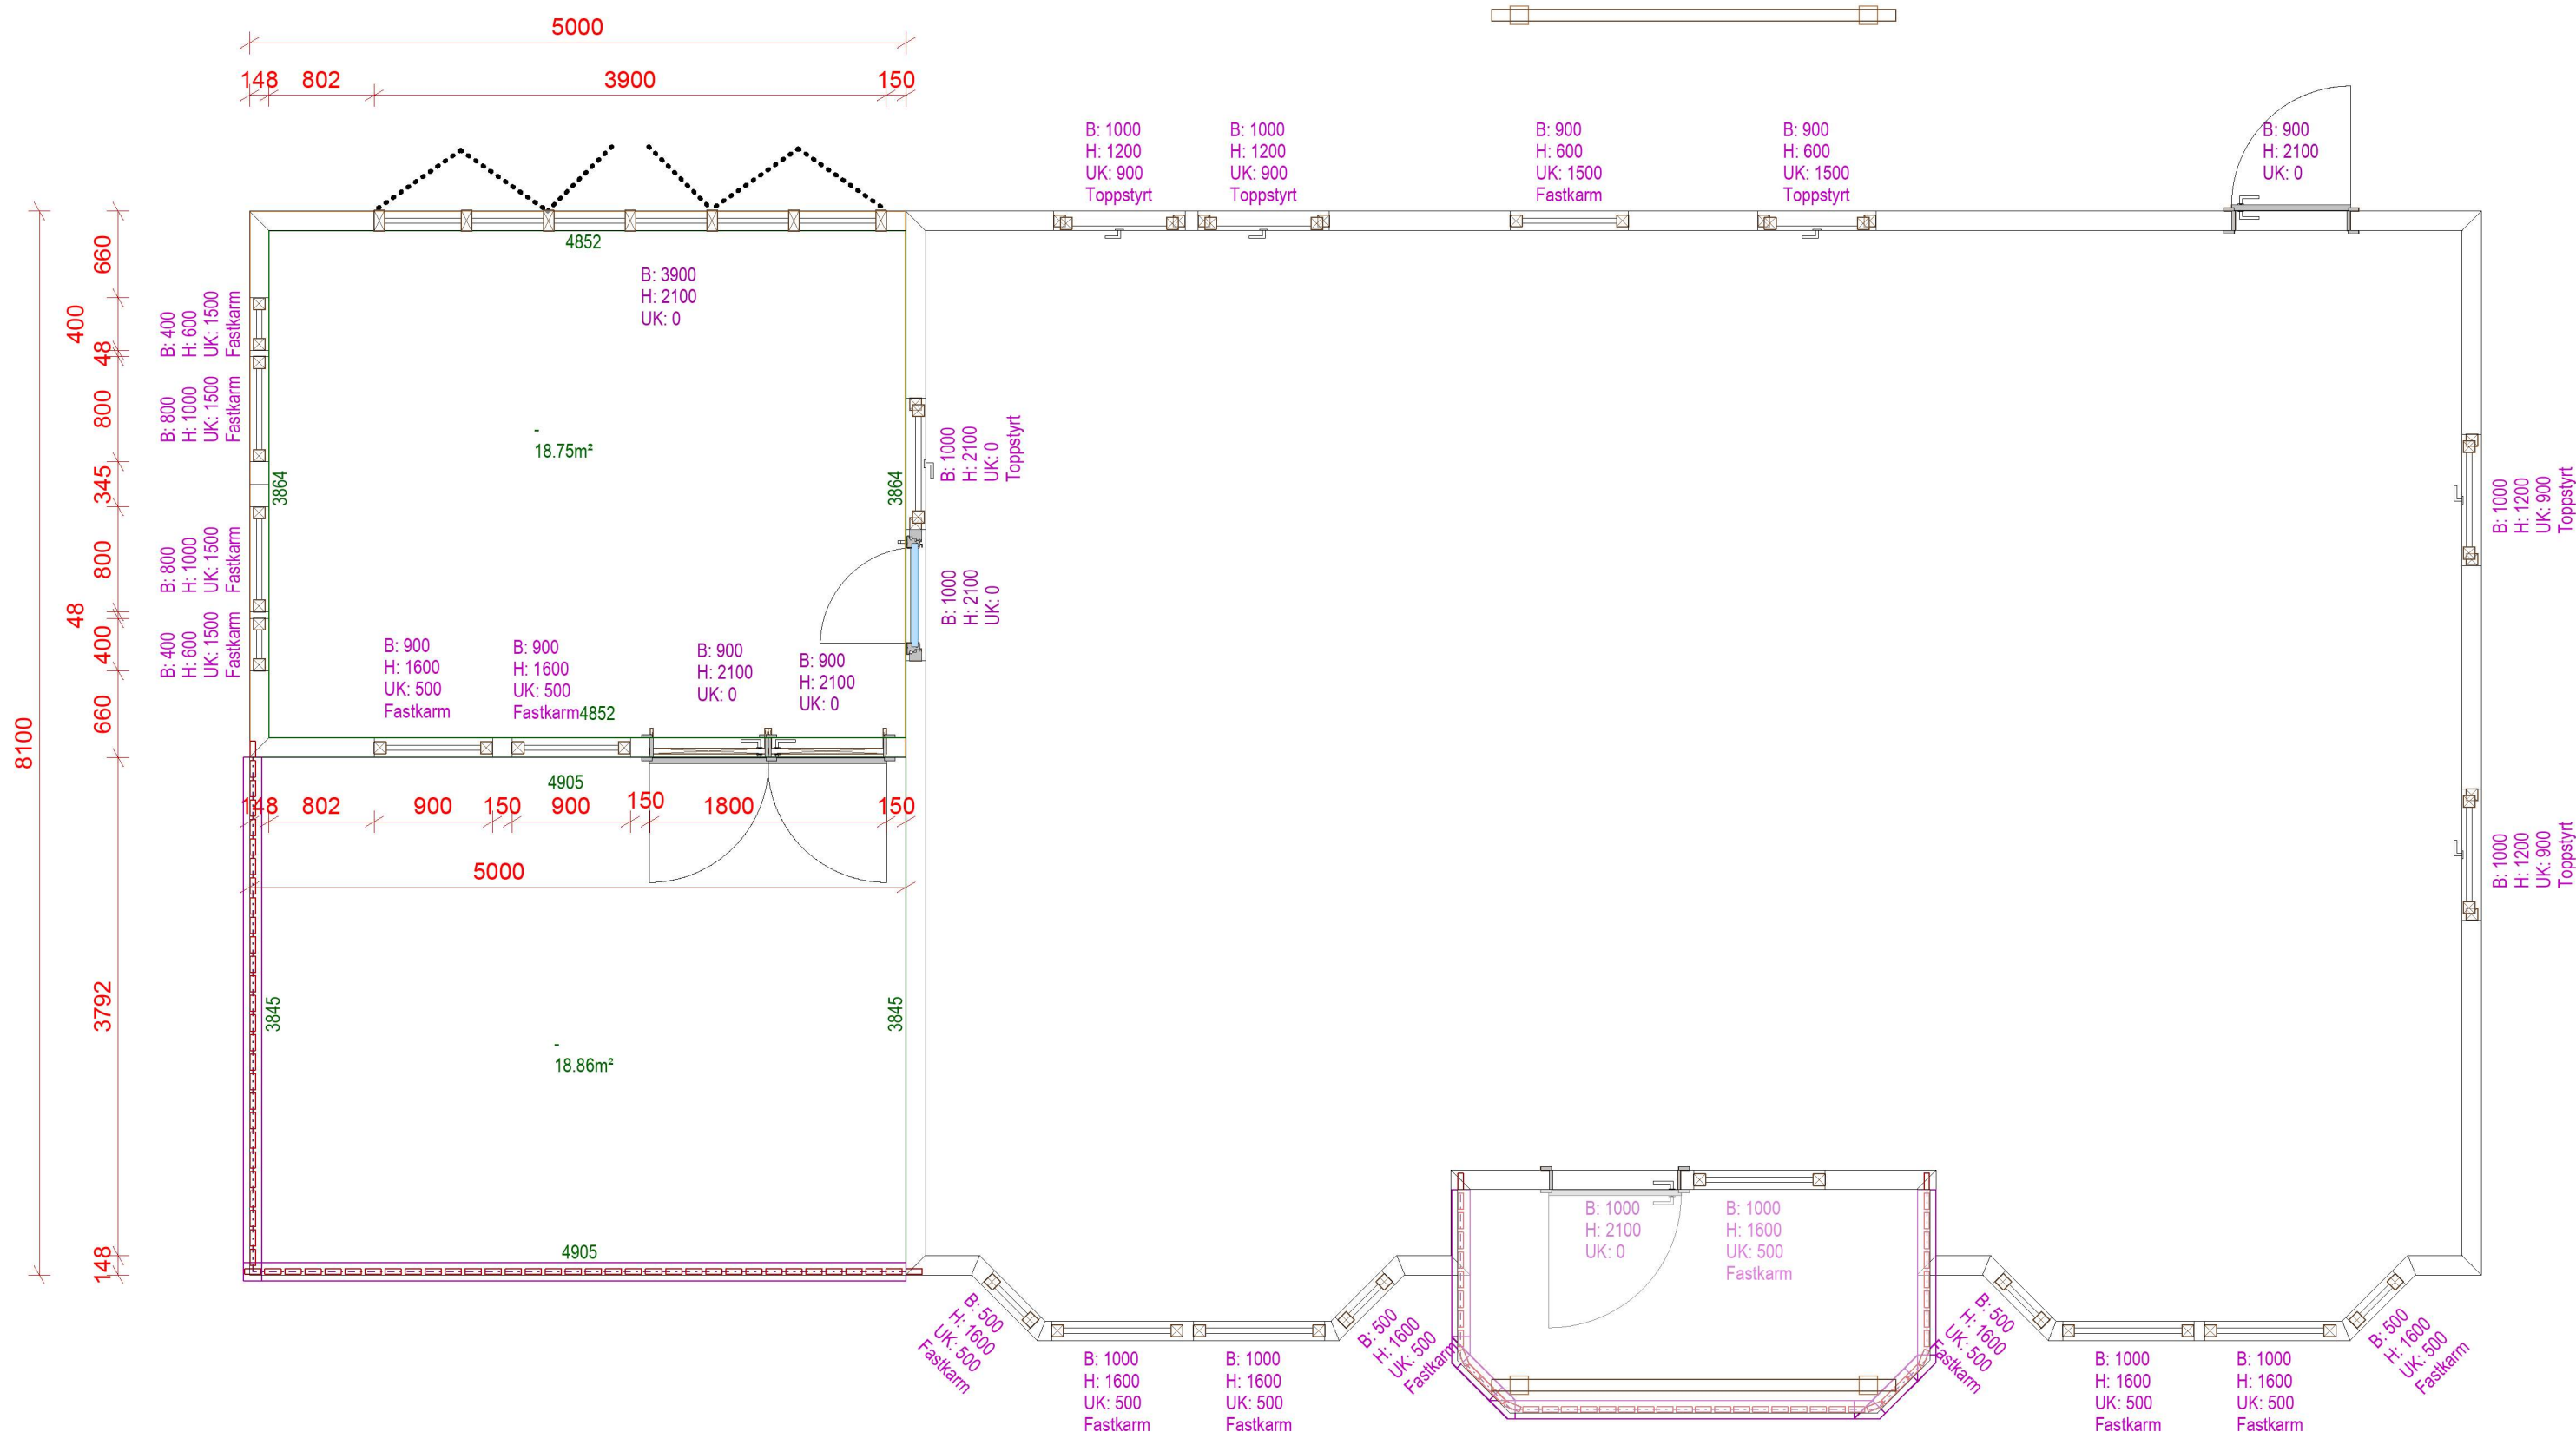 5000
148 802 3900 150
B: 1000
H: 1200
UK: 900
Toppstyrt
B: 1000
H: 1200
UK: 900
Toppstyrt
B: 900
H: 600
UK: 1500
Fastkarm
B: 900
H: 600
UK: 1500
Toppstyrt
B: 900
H: 2100
UK: 0
8100
660
400
48
800
345
800
48
400
660
3792
148
B: 400
H: 600
UK: 1500
Fastkarm
B: 800
H: 1000
UK: 1500
Fastkarm
B: 800
H: 1000
UK: 1500
Fastkarm
B: 400
H: 600
UK: 1500
Fastkarm
4852
B: 3900
H: 2100
UK: 0
-
18.75m²
3864
3864
B: 1000
H: 2100
UK: 0
Toppstyrt
B: 1000
H: 2100
UK: 0
B: 900
H: 1600
UK: 500
Fastkarm
B: 900
H: 1600
UK: 500
Fastkarm
4852
B: 900
H: 2100
UK: 0
B: 900
H: 2100
UK: 0
4905
148 802 900 150 900 150 1800 150
5000
3845
3845
-
18.86m²
4905
B: 1000
H: 1200
UK: 900
Toppstyrt
B: 1000
H: 1200
UK: 900
Toppstyrt
B: 500
H: 1600
UK: 500
Fastkarm
B: 1000
H: 1600
UK: 500
Fastkarm
B: 1000
H: 1600
UK: 500
Fastkarm
B: 500
H: 1600
UK: 500
Fastkarm
B: 1000
H: 2100
UK: 0
B: 1000
H: 1600
UK: 500
Fastkarm
B: 500
H: 1600
UK: 500
Fastkarm
B: 1000
H: 1600
UK: 500
Fastkarm
B: 1000
H: 1600
UK: 500
Fastkarm
B: 500
H: 1600
UK: 500
Fastkarm